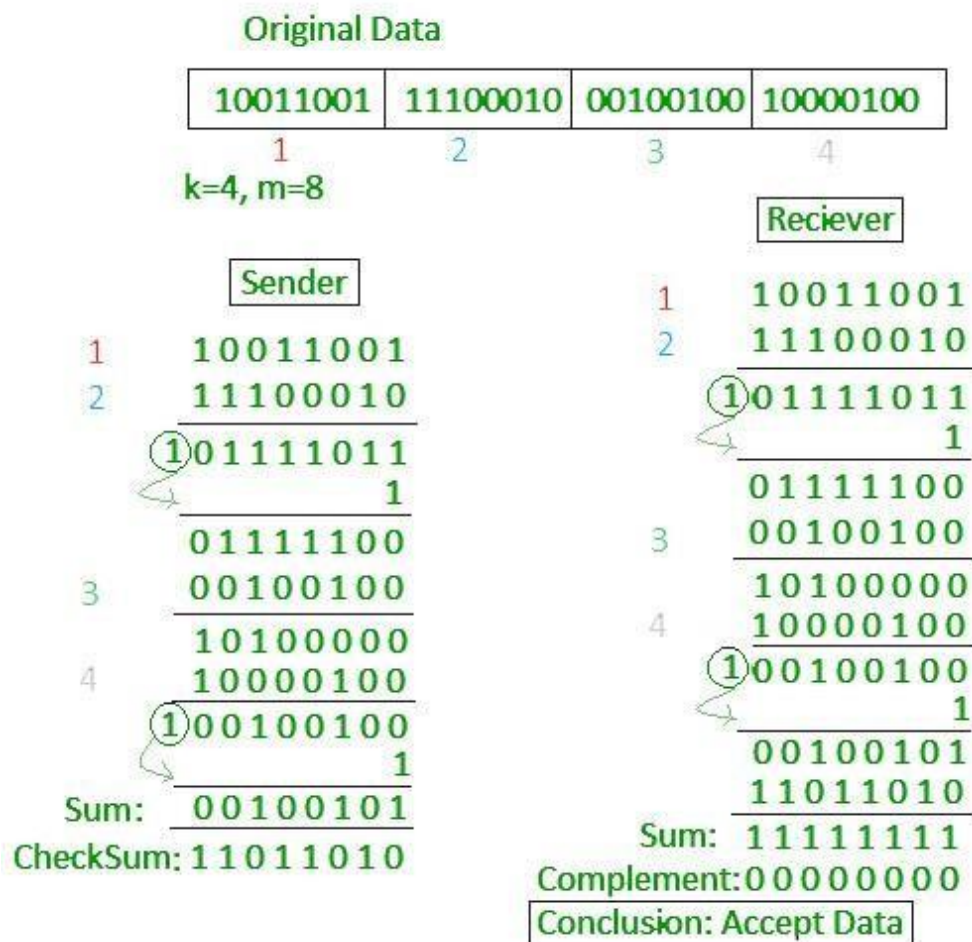 Original Data
10011001 11100010 00100100 10000100
1 2 3 4
k=4, m=8
Sender
1 10011001
2 11100010
1 01111011
1
01111100
3 00100100
10100000
4 10000100
1 00100100
1
Sum: 00100101
CheckSum: 11011010
Reciever
1 10011001
2 11100010
1 01111011
1
01111100
3 00100100
10100000
4 10000100
1 00100100
1
00100101
11011010
Sum: 11111111
Complement: 00000000
Conclusion: Accept Data